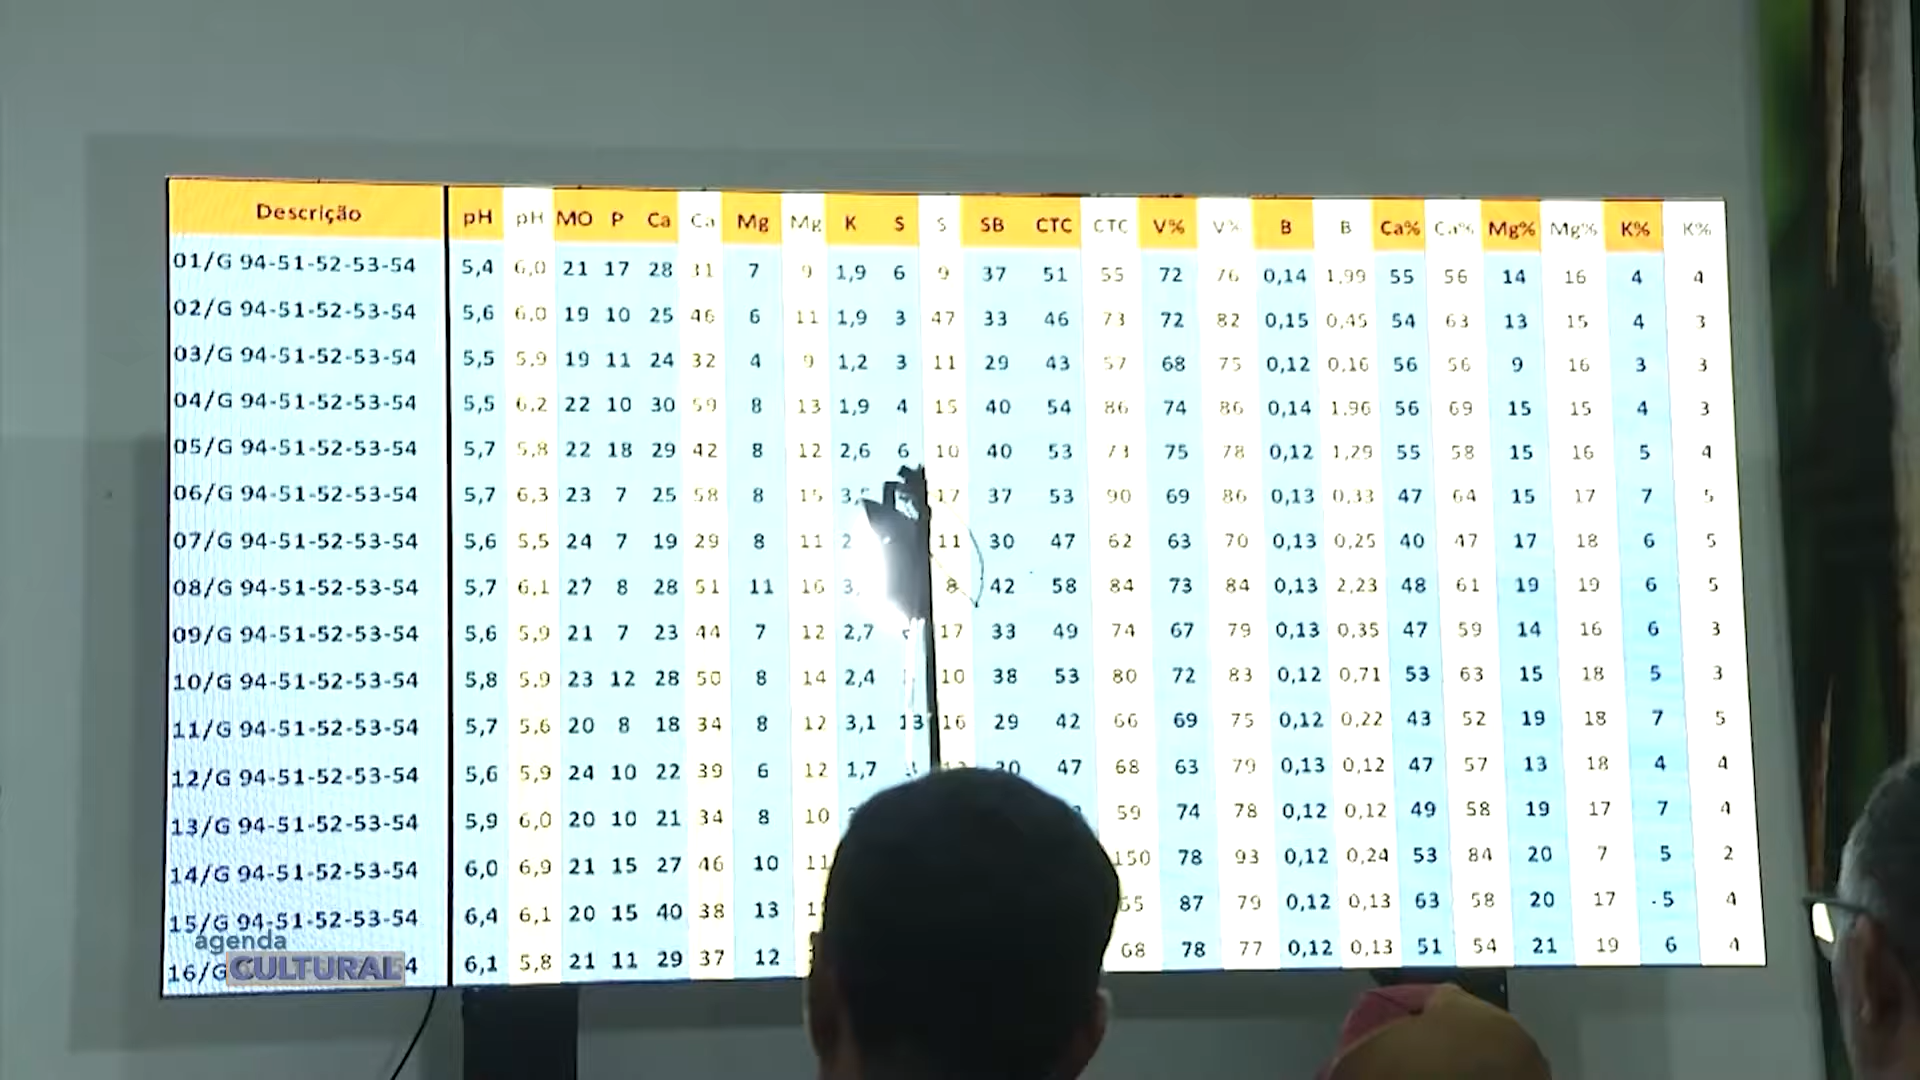 Descrição pH pH MO P Ca Ca Mg Mg K S S SB CTC CTC V% V% B B Ca% Ca% Mg% Mg% K% K%
01/G 94-51-52-53-54 5,4 6,0 21 17 28 31 7 9 1,9 6 9 37 51 55 72 76 0,14 1,99 55 56 14 16 4 4
02/G 94-51-52-53-54 5,6 6,0 19 10 25 46 6 11 1,9 3 47 33 46 73 72 82 0,15 0,45 54 63 13 15 4 3
03/G 94-51-52-53-54 5,5 5,9 19 11 24 32 4 9 1,2 3 11 29 43 57 68 75 0,12 0,16 56 56 9 16 3 3
04/G 94-51-52-53-54 5,5 6,2 22 10 30 59 8 13 1,9 4 15 40 54 86 74 86 0,14 1,96 56 69 15 15 4 3
05/G 94-51-52-53-54 5,7 5,8 22 18 29 42 8 12 2,6 6 10 40 53 73 75 78 0,12 1,29 55 58 15 16 5 4
06/G 94-51-52-53-54 5,7 6,3 23 7 25 58 8 15 17 37 53 90 69 86 0,13 0,33 47 64 15 17 7 5
07/G 94-51-52-53-54 5,6 5,5 24 7 19 29 8 11 11 30 47 62 63 70 0,13 0,25 40 47 17 18 6 5
08/G 94-51-52-53-54 5,7 6,1 27 8 28 51 11 16 8 42 58 84 73 84 0,13 2,23 48 61 19 19 6 5
09/G 94-51-52-53-54 5,6 5,9 21 7 23 44 7 12 2,7 17 33 49 74 67 79 0,13 0,35 47 59 14 16 6 3
10/G 94-51-52-53-54 5,8 5,9 23 12 28 50 8 14 2,4 10 38 53 80 72 83 0,12 0,71 53 63 15 18 5 3
11/G 94-51-52-53-54 5,7 5,6 20 8 18 34 8 12 3,1 13 16 29 42 66 69 75 0,12 0,22 43 52 19 18 7 5
12/G 94-51-52-53-54 5,6 5,9 24 10 22 39 6 12 1,7 30 47 68 63 79 0,13 0,12 47 57 13 18 4 4
13/G 94-51-52-53-54 5,9 6,0 20 10 21 34 8 10 59 74 78 0,12 0,12 49 58 19 17 7 4
14/G 94-51-52-53-54 6,0 6,9 21 15 27 46 10 11 150 78 93 0,12 0,24 53 84 20 7 5 2
15/G 94-51-52-53-54 6,4 6,1 20 15 40 38 13 65 87 79 0,12 0,13 63 58 20 17 5 4
16/G 4 6,1 5,8 21 11 29 37 12 68 78 77 0,12 0,13 51 54 21 19 6 4
agenda
CULTURAL